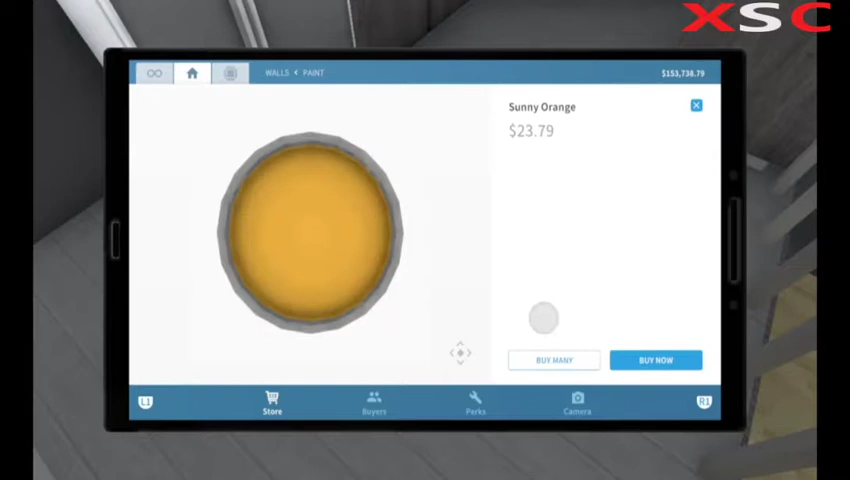 XSC
WALLS < PAINT
$153,738.79
Sunny Orange
$23.79
BUY MANY
BUY NOW
L1
Store
Buyers
Perks
Camera
R1